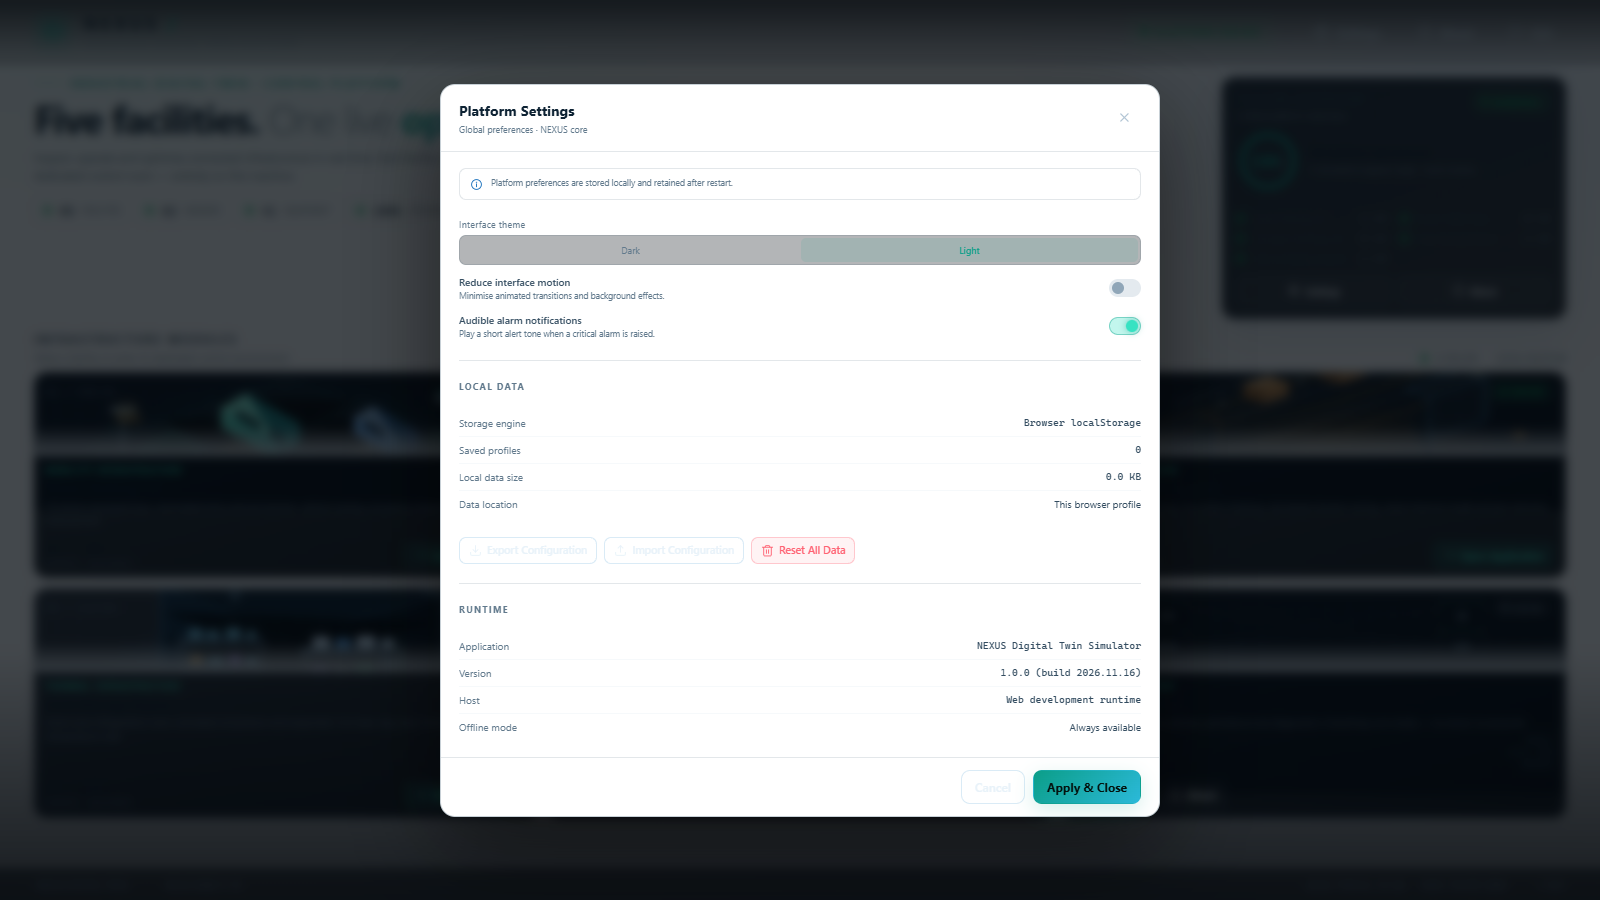 Five facilities. One live
Platform Settings
Global preferences · NEXUS core
Platform preferences are stored locally and retained after restart.
Interface theme
Dark
Light
Reduce interface motion
Minimise animated transitions and background effects.
Audible alarm notifications
Play a short alert tone when a critical alarm is raised.
LOCAL DATA
Storage engine
Browser localStorage
Saved profiles
0
Local data size
0.0 KB
Data location
This browser profile
Export Configuration
Import Configuration
Reset All Data
RUNTIME
Application
NEXUS Digital Twin Simulator
Version
1.0.0 (build 2026.11.16)
Host
Web development runtime
Offline mode
Always available
Cancel
Apply & Close